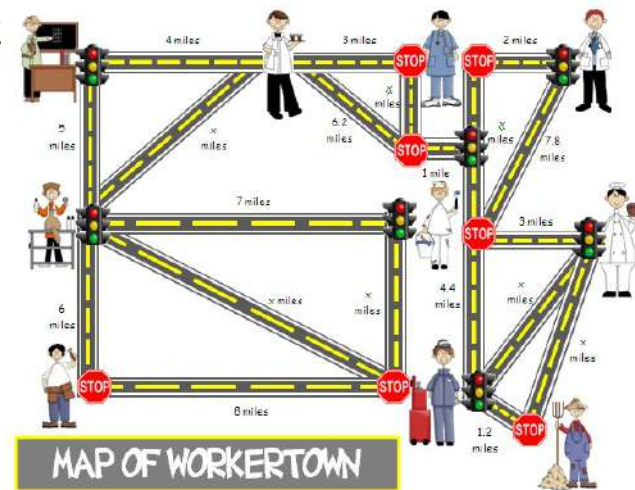 4 miles
3 miles
STOP
STOP
2 miles
x
miles
5
miles
x
miles
6.2
miles
STOP
1 mile
x
miles
7.8
miles
7 miles
STOP
3 miles
x miles
x
miles
4.4
miles
x
miles
x
miles
6
miles
STOP
8 miles
STOP
1.2
miles
STOP
MAP OF WORKERTOWN